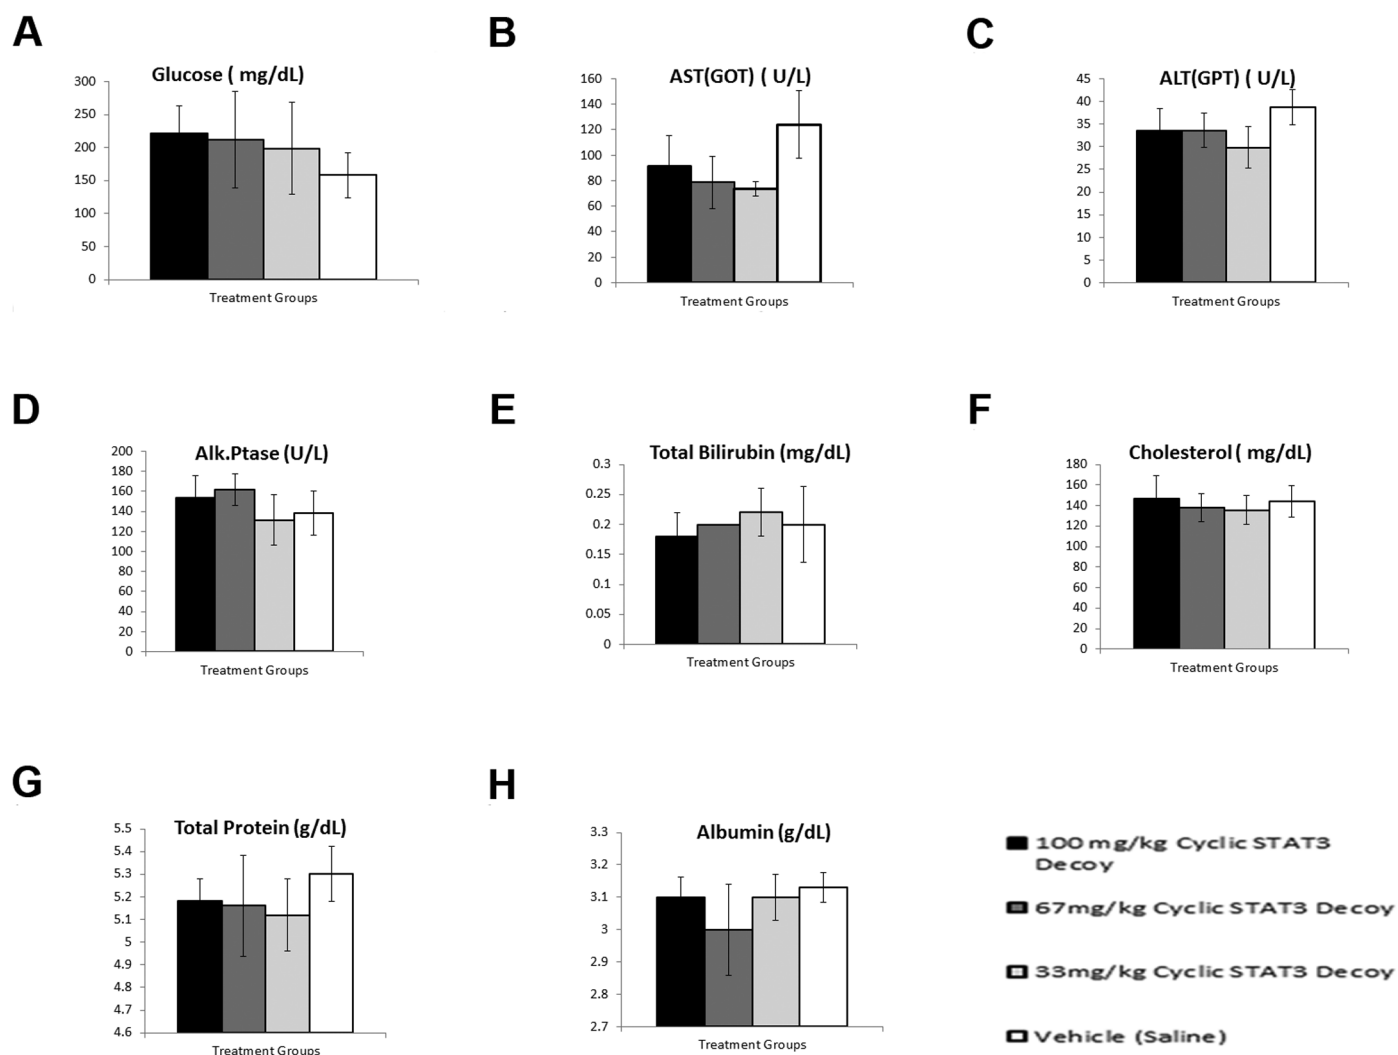 A
B
C
Glucose ( mg/dL)
300
250
200
150
100
50
0
Treatment Groups
AST(GOT) ( U/L)
160
140
120
100
80
60
40
20
0
Treatment Groups
ALT(GPT) ( U/L)
45
40
35
30
25
20
15
10
5
0
Treatment Groups
D
E
F
Alk.Ptase (U/L)
200
180
160
140
120
100
80
60
40
20
0
Treatment Groups
Total Bilirubin (mg/dL)
0.3
0.25
0.2
0.15
0.1
0.05
0
Treatment Groups
Cholesterol ( mg/dL)
180
160
140
120
100
80
60
40
20
0
Treatment Groups
G
H
Total Protein (g/dL)
5.5
5.4
5.3
5.2
5.1
5
4.9
4.8
4.7
4.6
Treatment Groups
Albumin (g/dL)
3.3
3.2
3.1
3
2.9
2.8
2.7
Treatment Groups
100 mg/kg Cyclic STAT3
Decoy
67mg/kg Cyclic STAT3 Decoy
33mg/kg Cyclic STAT3 Decoy
Vehicle (Saline)